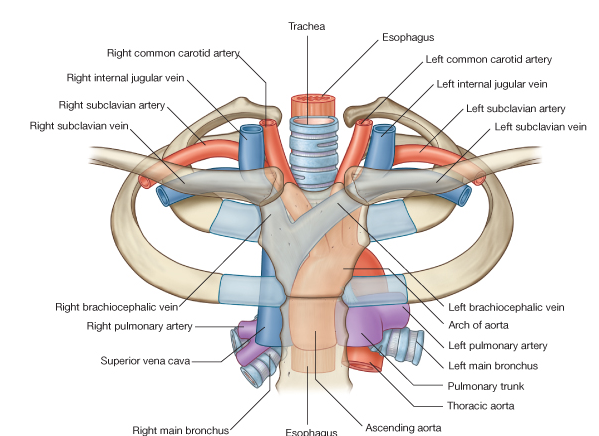 Trachea
Esophagus
Right common carotid artery
Left common carotid artery
Right internal jugular vein
Left internal jugular vein
Right subclavian artery
Left subclavian artery
Right subclavian vein
Left subclavian vein
Right brachiocephalic vein
Left brachiocephalic vein
Right pulmonary artery
Arch of aorta
Left pulmonary artery
Superior vena cava
Left main bronchus
Pulmonary trunk
Thoracic aorta
Right main bronchus
Esophagus
Ascending aorta